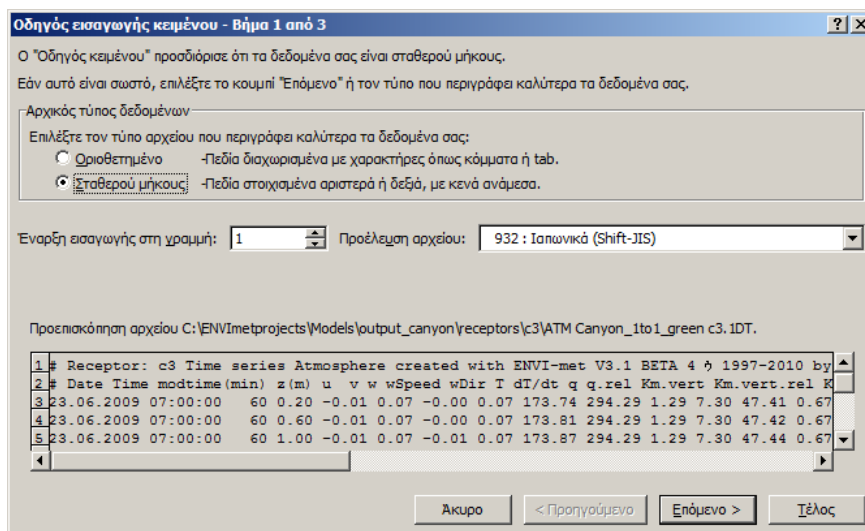 Οδηγός εισαγωγής κειμένου - Βήμα 1 από 3
Ο "Οδηγός κειμένου" προσδιόρισε ότι τα δεδομένα σας είναι σταθερού μήκους.
Εάν αυτό είναι σωστό, επιλέξτε το κουμπί "Επόμενο" ή τον τύπο που περιγράφει καλύτερα τα δεδομένα σας.
Αρχικός τύπος δεδομένων
Επιλέξτε τον τύπο αρχείου που περιγράφει καλύτερα τα δεδομένα σας:
Οριοθετημένο -Πεδία διαχωρισμένα με χαρακτήρες όπως κόμματα ή tab.
Σταθερού μήκους -Πεδία στοιχισμένα αριστερά ή δεξιά, με κενά ανάμεσα.
Έναρξη εισαγωγής στη γραμμή: 1 Προέλευση αρχείου: 932 : Ιαπωνικά (Shift-JIS)
Προεπισκόπηση αρχείου C:\ENVImetprojects\Models\output_canyon\receptors\c3\ATM Canyon_1to1_green c3.1DT.
1 # Receptor: c3 Time series Atmosphere created with ENVI-met V3.1 BETA 4 ｩ 1997-2010 by
2 # Date Time modtime(min) z(m) u v w wSpeed wDir T dT/dt q q.rel Km.vert Km.vert.rel K
3 23.06.2009 07:00:00 60 0.20 -0.01 0.07 -0.00 0.07 173.74 294.29 1.29 7.30 47.41 0.67
4 23.06.2009 07:00:00 60 0.60 -0.01 0.07 -0.00 0.07 173.81 294.29 1.29 7.30 47.42 0.67
5 23.06.2009 07:00:00 60 1.00 -0.01 0.07 -0.01 0.07 173.87 294.29 1.29 7.30 47.44 0.67
Άκυρο < Προηγούμενο Επόμενο > Τέλος